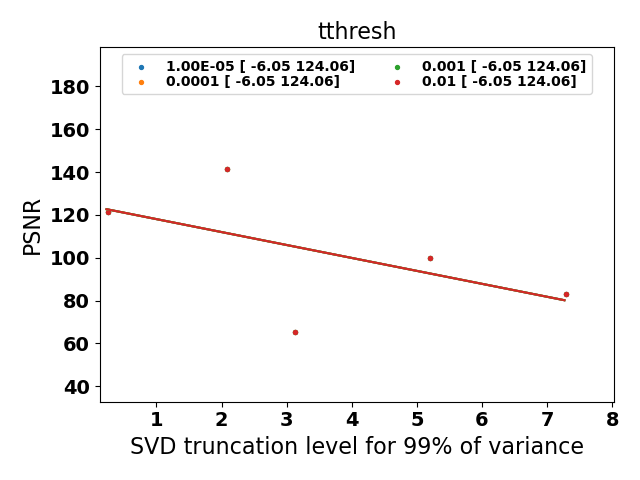 tthresh
1.00E-05 [ -6.05 124.06]
0.0001 [ -6.05 124.06]
0.001 [ -6.05 124.06]
0.01 [ -6.05 124.06]
PSNR
180
160
140
120
100
80
60
40
1 2 3 4 5 6 7 8
SVD truncation level for 99% of variance